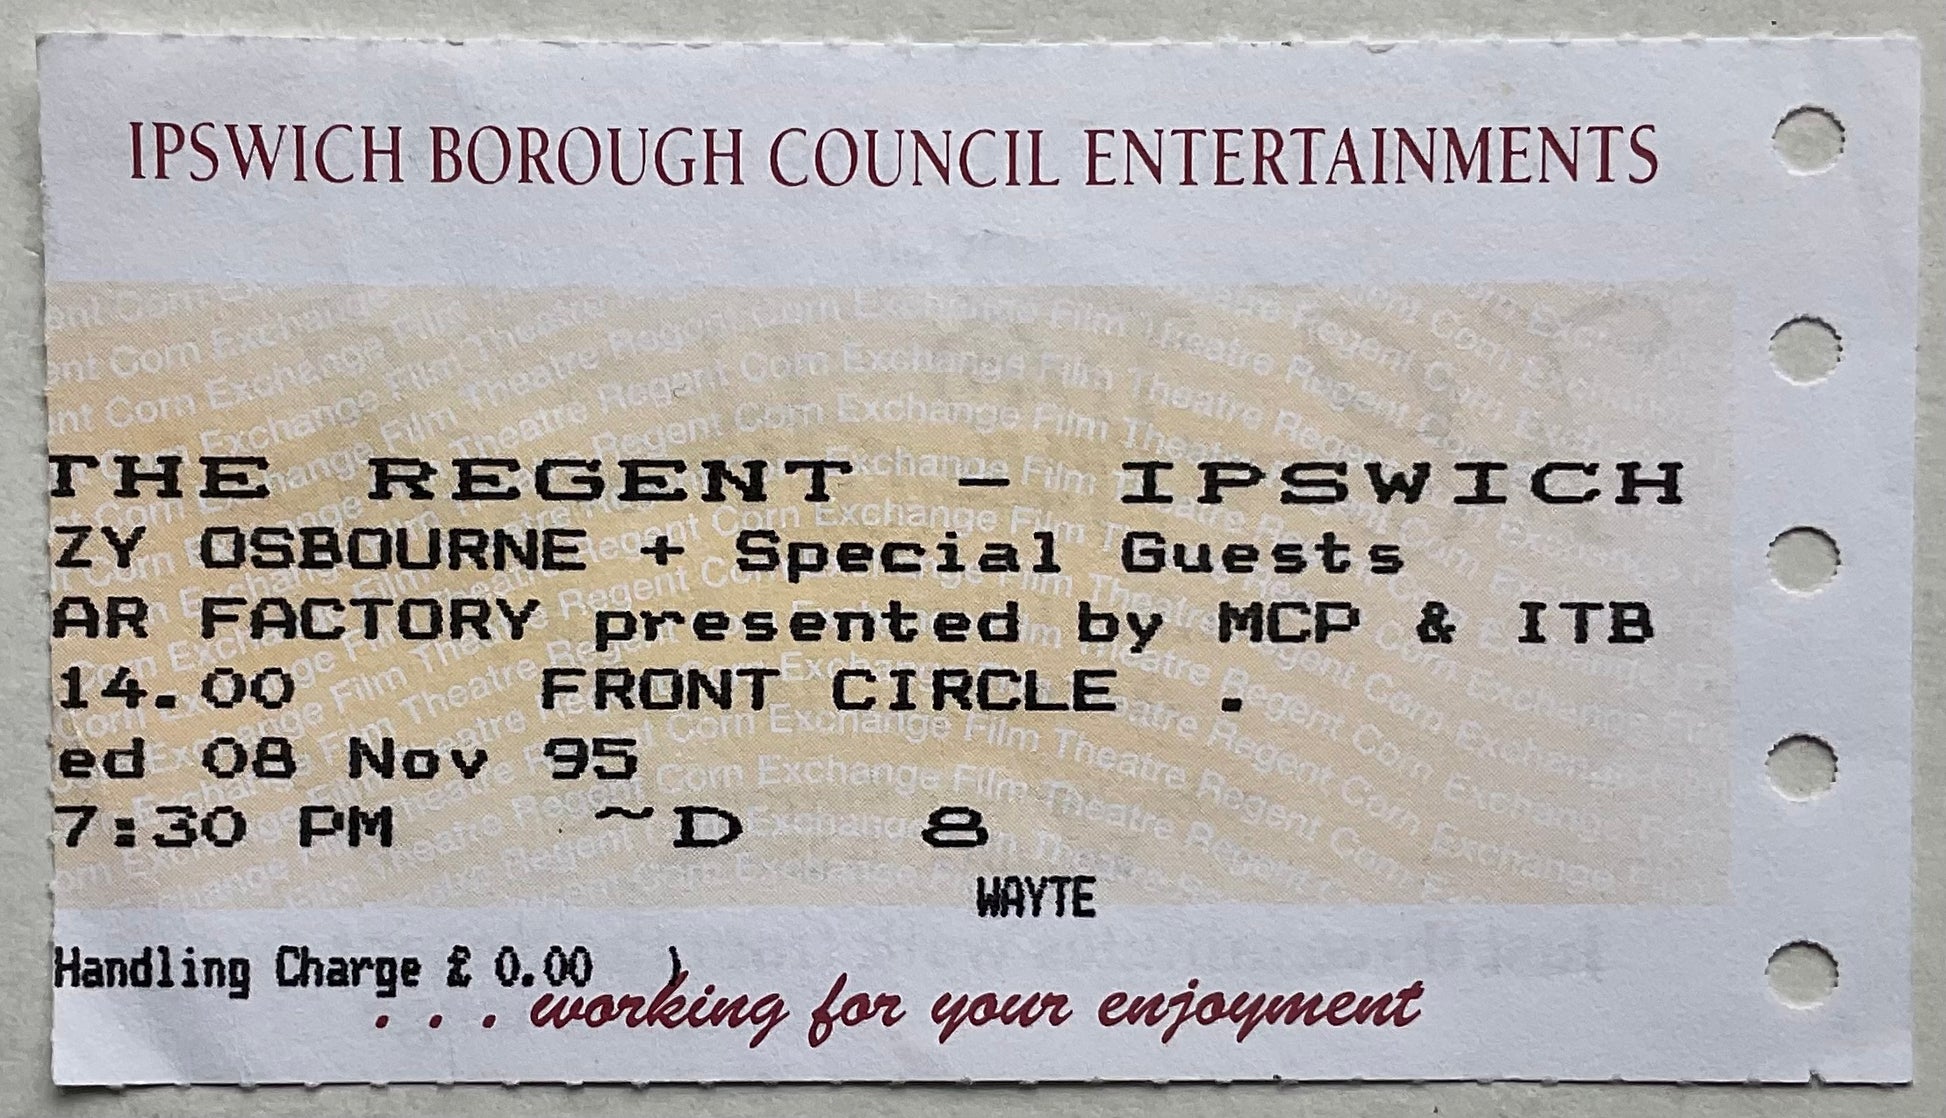 IPSWICH BOROUGH COUNCIL ENTERTAINMENTS
THE REGENT - IPSWICH
ZY OSBOURNE + Special Guests
AR FACTORY presented by MCP & ITB
14.00 FRONT CIRCLE .
ed 08 Nov 95
7:30 PM ~D 8
WAYTE
Handling Charge £ 0.00 )
. . . working for your enjoyment